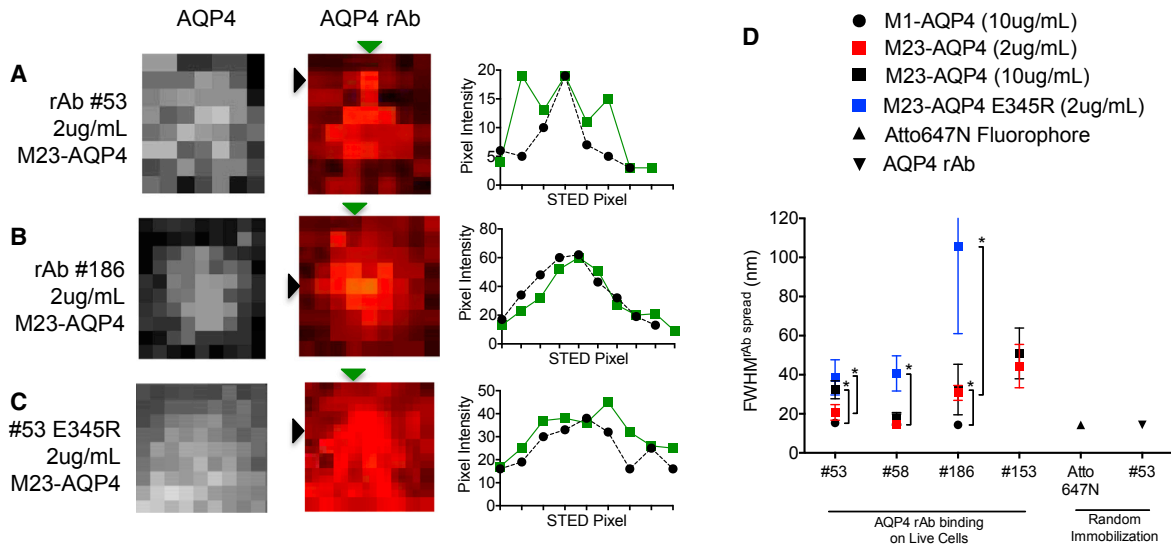 AQP4
AQP4 rAb
A
rAb #53
2ug/mL
M23-AQP4
Pixel Intensity
20
15
10
5
0
STED Pixel
B
rAb #186
2ug/mL
M23-AQP4
Pixel Intensity
80
60
40
20
0
STED Pixel
C
#53 E345R
2ug/mL
M23-AQP4
Pixel Intensity
50
40
30
20
10
0
STED Pixel
D
M1-AQP4 (10ug/mL)
M23-AQP4 (2ug/mL)
M23-AQP4 (10ug/mL)
M23-AQP4 E345R (2ug/mL)
Atto647N Fluorophore
AQP4 rAb
FWHM^rAb spread (nm)
120
100
80
60
40
20
0
* * * * *
#53 #58 #186 #153 Atto 647N #53
AQP4 rAb binding
on Live Cells
Random
Immobilization